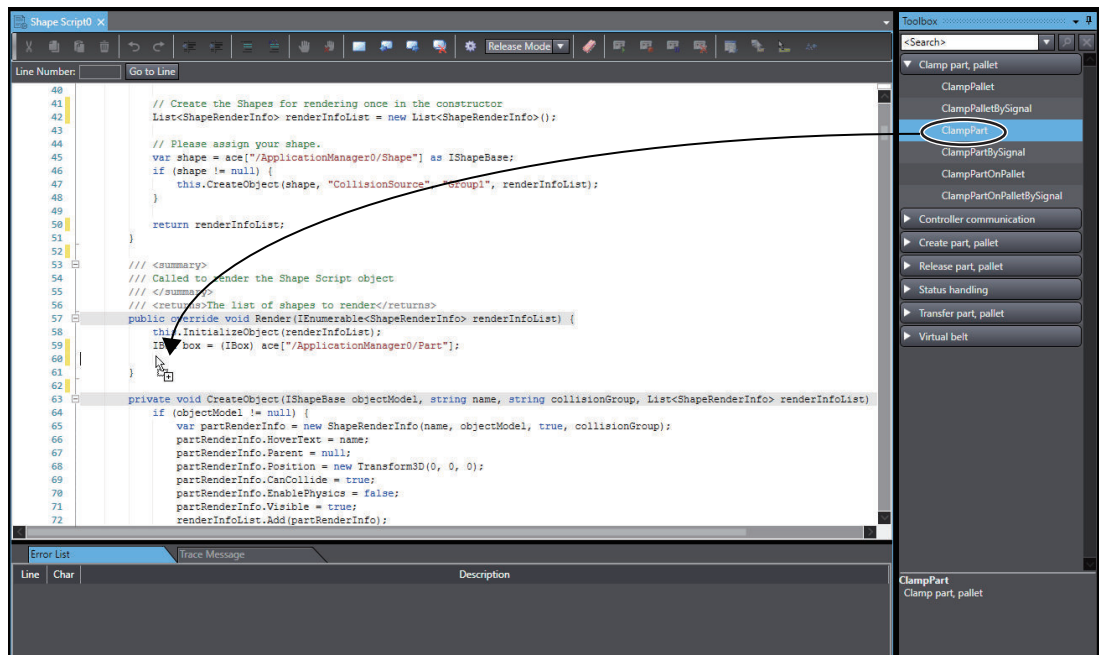 Shape Script0
Release Mode
Line Number:
Go to Line
40
41 // Create the Shapes for rendering once in the constructor
42 List<ShapeRenderInfo> renderInfoList = new List<ShapeRenderInfo>();
43
44 // Please assign your shape.
45 var shape = ace["/ApplicationManager0/Shape"] as IShapeBase;
46 if (shape != null) {
47 this.CreateObject(shape, "CollisionSource", "Group1", renderInfoList);
48 }
49
50 return renderInfoList;
51 }
52
53 /// <summary>
54 /// Called to render the Shape Script object
55 /// </summary>
56 /// <returns>The list of shapes to render</returns>
57 public override void Render(IEnumerable<ShapeRenderInfo> renderInfoList) {
58 this.InitializeObject(renderInfoList);
59 IBox box = (IBox) ace["/ApplicationManager0/Part"];
60
61 }
62
63 private void CreateObject(IShapeBase objectModel, string name, string collisionGroup, List<ShapeRenderInfo> renderInfoList)
64 if (objectModel != null) {
65 var partRenderInfo = new ShapeRenderInfo(name, objectModel, true, collisionGroup);
66 partRenderInfo.HoverText = name;
67 partRenderInfo.Parent = null;
68 partRenderInfo.Position = new Transform3D(0, 0, 0);
69 partRenderInfo.CanCollide = true;
70 partRenderInfo.EnablePhysics = false;
71 partRenderInfo.Visible = true;
72 renderInfoList.Add(partRenderInfo);
Error List
Trace Message
Line Char Description
Toolbox
<Search>
Clamp part, pallet
ClampPallet
ClampPalletBySignal
ClampPart
ClampPartBySignal
ClampPartOnPallet
ClampPartOnPalletBySignal
Controller communication
Create part, pallet
Release part, pallet
Status handling
Transfer part, pallet
Virtual belt
ClampPart
Clamp part, pallet